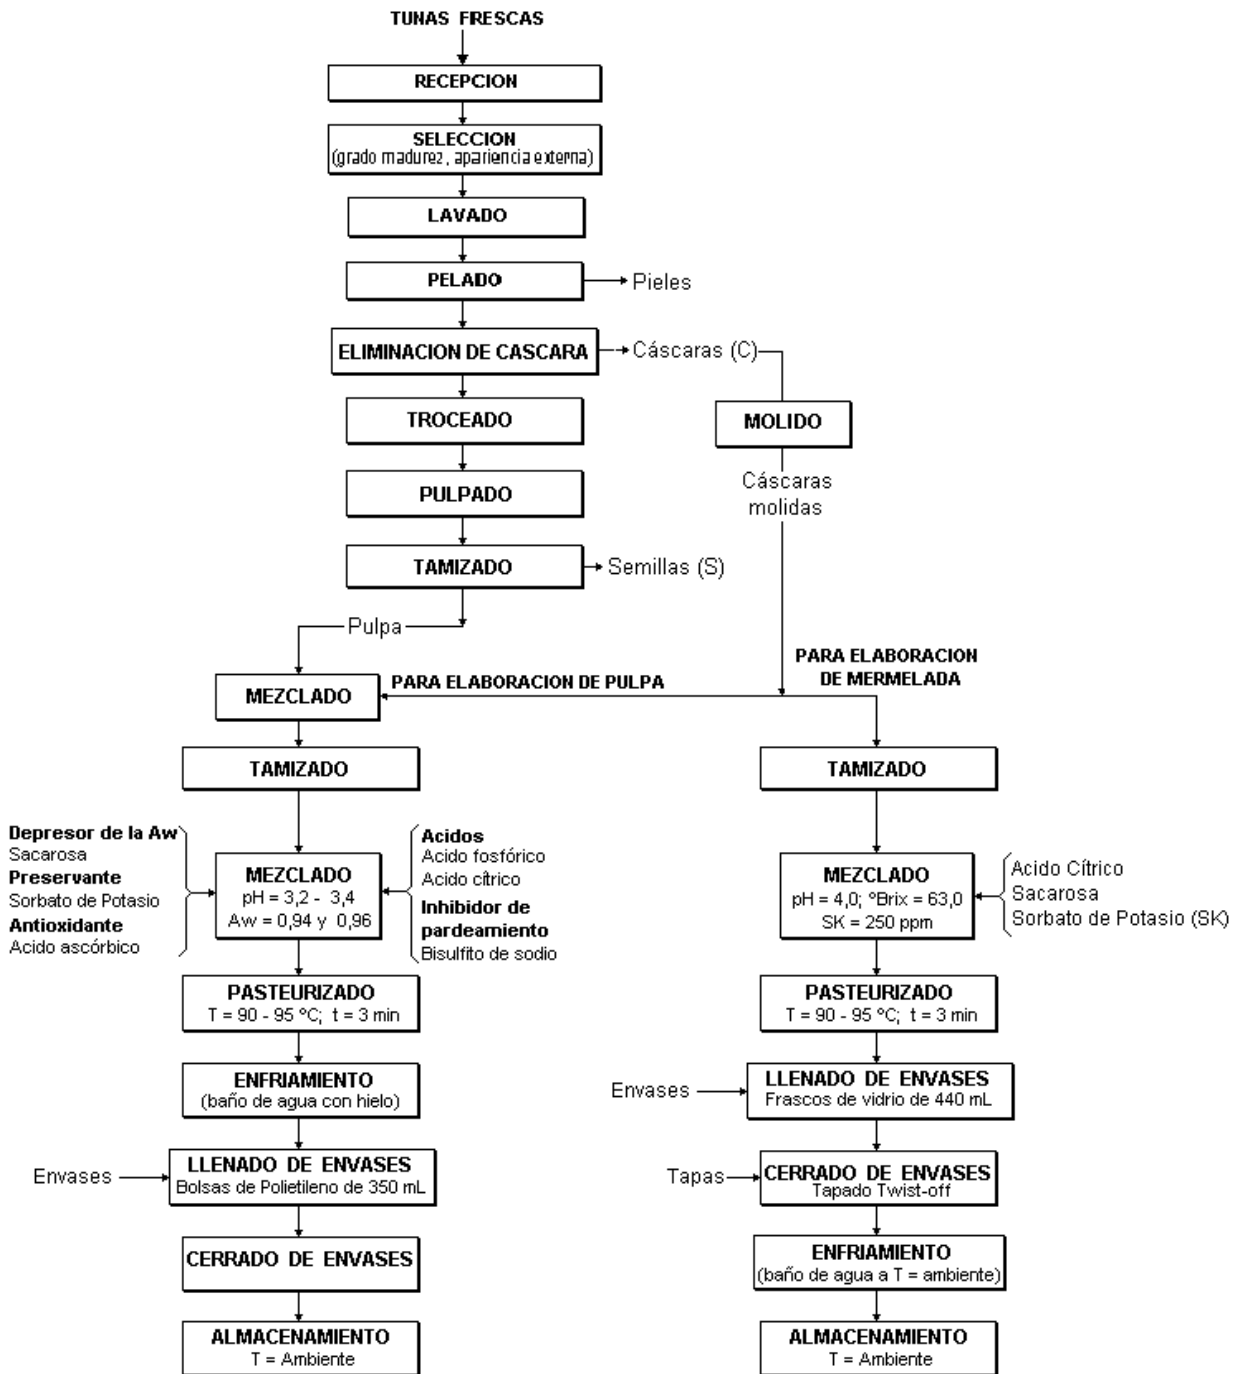 TUNAS FRESCAS
RECEPCION
SELECCION
(grado madurez, apariencia externa)
LAVADO
PELADO
Pieles
ELIMINACION DE CASCARA
Cáscaras (C)
TROCEADO
MOLIDO
PULPADO
Cáscaras
molidas
TAMIZADO
Semillas (S)
Pulpa
MEZCLADO
PARA ELABORACION DE PULPA
PARA ELABORACION
DE MERMELADA
TAMIZADO
TAMIZADO
Depresor de la Aw
Sacarosa
Preservante
Sorbato de Potasio
Antioxidante
Acido ascórbico
MEZCLADO
pH = 3,2 - 3,4
Aw = 0,94 y 0,96
Acidos
Acido fosfórico
Acido cítrico
Inhibidor de
pardeamiento
Bisulfito de sodio
MEZCLADO
pH = 4,0; ºBrix = 63,0
SK = 250 ppm
Acido Cítrico
Sacarosa
Sorbato de Potasio (SK)
PASTEURIZADO
T = 90 - 95 ºC; t = 3 min
PASTEURIZADO
T = 90 - 95 ºC; t = 3 min
ENFRIAMIENTO
(baño de agua con hielo)
Envases
LLENADO DE ENVASES
Frascos de vidrio de 440 mL
Envases
LLENADO DE ENVASES
Bolsas de Polietileno de 350 mL
Tapas
CERRADO DE ENVASES
Tapado Twist-off
CERRADO DE ENVASES
ENFRIAMIENTO
(baño de agua a T = ambiente)
ALMACENAMIENTO
T = Ambiente
ALMACENAMIENTO
T = Ambiente